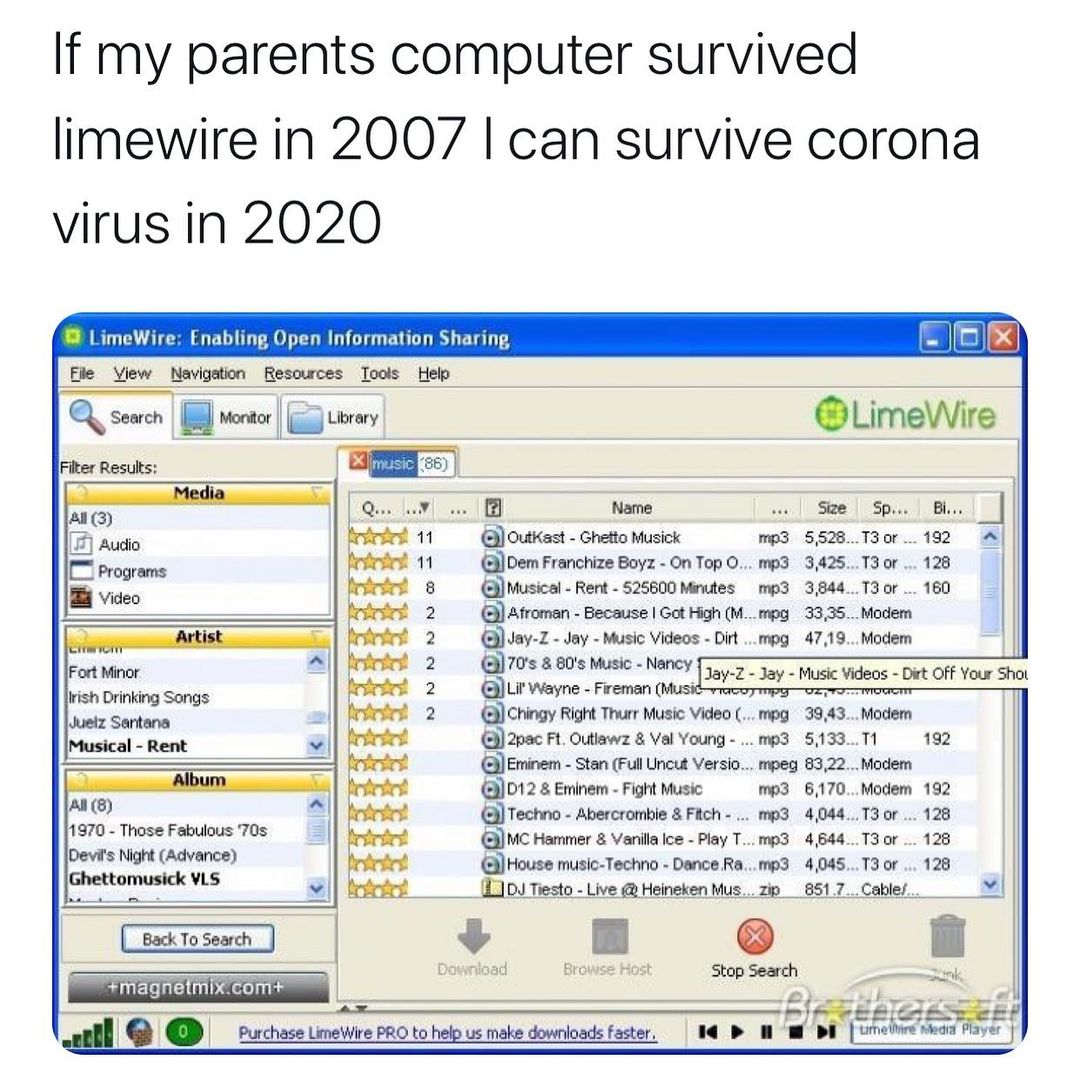 If my parents computer survived
limewire in 2007 I can survive corona
virus in 2020
LimeWire: Enabling Open Information Sharing
File View Navigation Resources Tools Help
Search Monitor Library LimeWire
Filter Results:
music (86)
Media
All (3)
Audio
Programs
Video
Artist
Fort Minor
Irish Drinking Songs
Juelz Santana
Musical - Rent
Album
All (8)
1970 - Those Fabulous '70s
Devil's Night (Advance)
Ghettomusick VLS
Back To Search
+magnetmix.com+
Q... ... ... ? Name ... Size Sp... Bi...
11 OutKast - Ghetto Musick mp3 5,528... T3 or ... 192
11 Dem Franchize Boyz - On Top O... mp3 3,425... T3 or ... 128
8 Musical - Rent - 525600 Minutes mp3 3,844... T3 or ... 160
2 Afroman - Because I Got High (M... mpg 33,35... Modem
2 Jay-Z - Jay - Music Videos - Dirt ... mpg 47,19... Modem
2 70's & 80's Music - Nancy
Jay-Z - Jay - Music Videos - Dirt Off Your Shou
2 Lil' Wayne - Fireman (Music
2 Chingy Right Thurr Music Video (... mpg 39,43... Modem
2pac Ft. Outlawz & Val Young - ... mp3 5,133... T1 192
Eminem - Stan (Full Uncut Versio... mpeg 83,22... Modem
D12 & Eminem - Fight Music mp3 6,170... Modem 192
Techno - Abercrombie & Fitch - ... mp3 4,044... T3 or ... 128
MC Hammer & Vanilla Ice - Play T... mp3 4,644... T3 or ... 128
House music-Techno - Dance.Ra... mp3 4,045... T3 or ... 128
DJ Tiesto - Live @ Heineken Mus... zip 851.7... Cable/...
Download Browse Host Stop Search Junk
Brothersoft
0 Purchase LimeWire PRO to help us make downloads faster. LimeWire Media Player